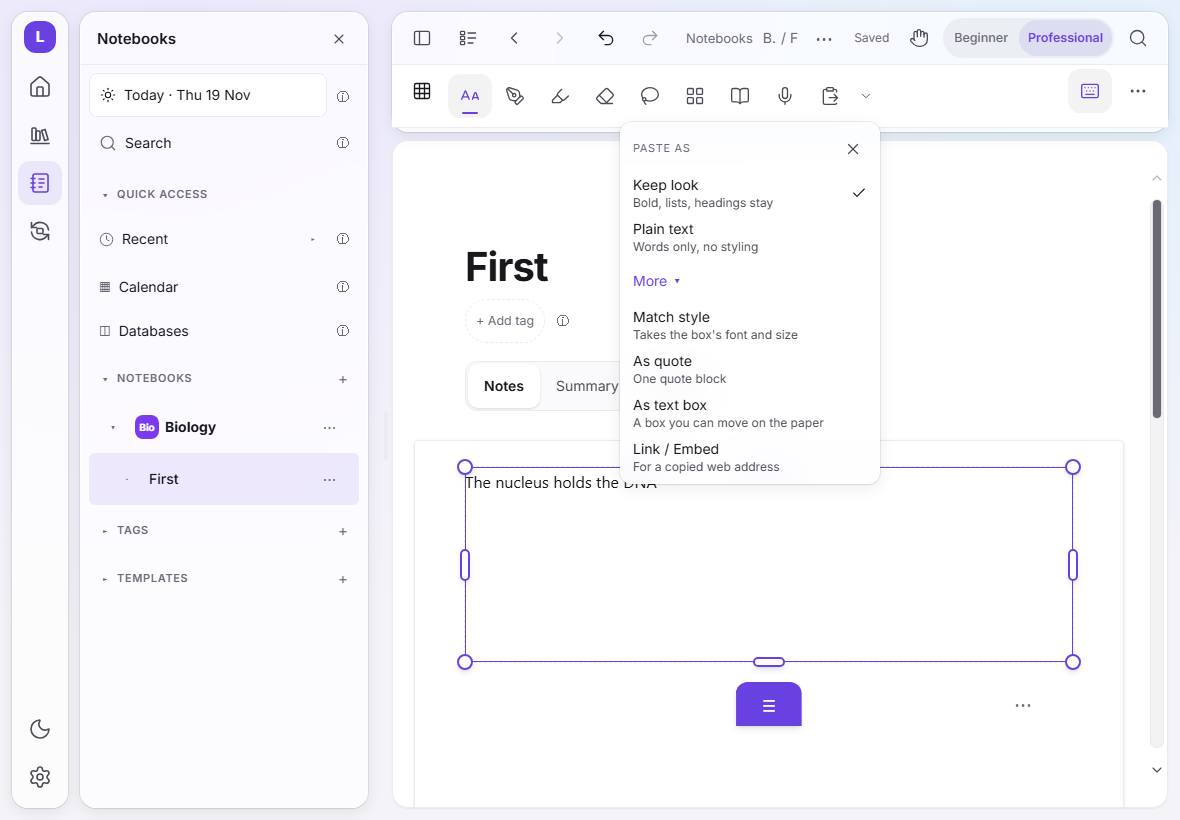 L
Notebooks
Today · Thu 19 Nov
Search
QUICK ACCESS
Recent
Calendar
Databases
NOTEBOOKS
Bio Biology
First
TAGS
TEMPLATES
Notebooks B. / F
Saved
Beginner Professional
AA
PASTE AS
Keep look
Bold, lists, headings stay
Plain text
Words only, no styling
More
Match style
Takes the box's font and size
As quote
One quote block
As text box
A box you can move on the paper
Link / Embed
For a copied web address
First
+ Add tag
Notes Summary
The nucleus holds the DNA